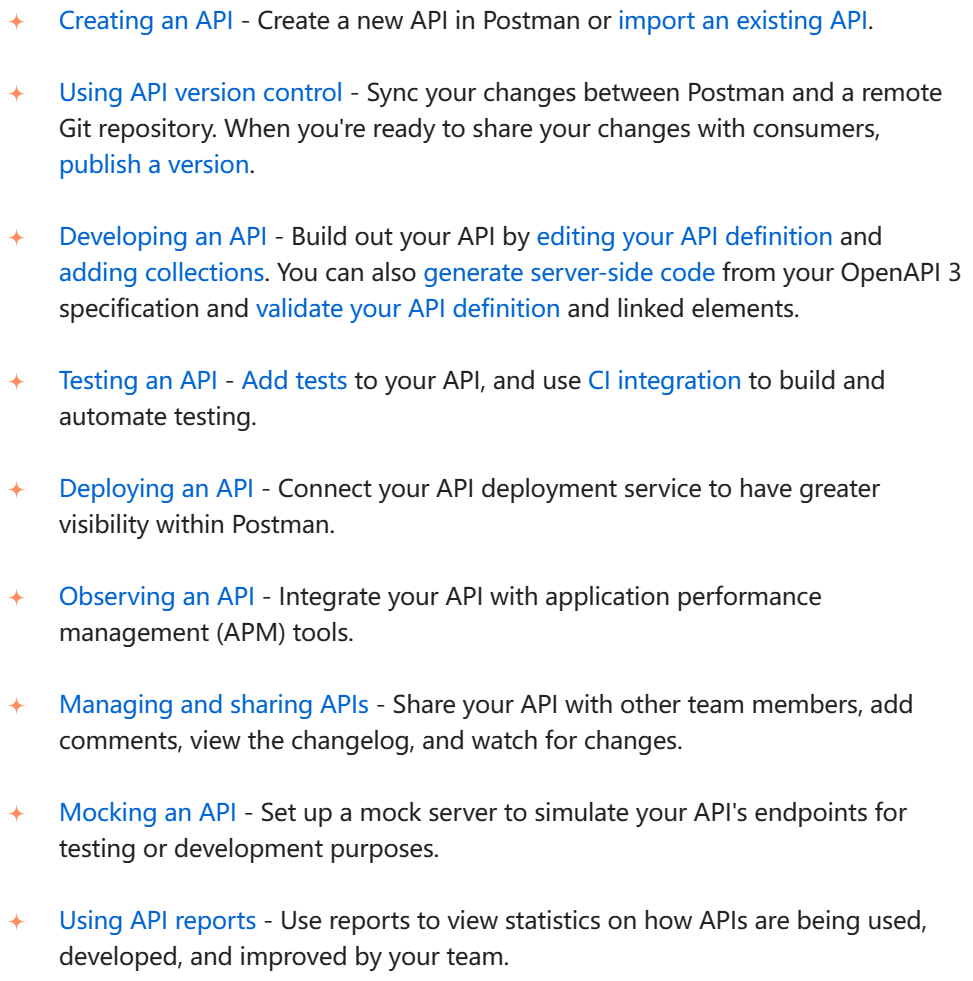 Creating an API - Create a new API in Postman or import an existing API.
Using API version control - Sync your changes between Postman and a remote
Git repository. When you're ready to share your changes with consumers,
publish a version.
Developing an API - Build out your API by editing your API definition and
adding collections. You can also generate server-side code from your OpenAPI 3
specification and validate your API definition and linked elements.
Testing an API - Add tests to your API, and use CI integration to build and
automate testing.
Deploying an API - Connect your API deployment service to have greater
visibility within Postman.
Observing an API - Integrate your API with application performance
management (APM) tools.
Managing and sharing APIs - Share your API with other team members, add
comments, view the changelog, and watch for changes.
Mocking an API - Set up a mock server to simulate your API's endpoints for
testing or development purposes.
Using API reports - Use reports to view statistics on how APIs are being used,
developed, and improved by your team.